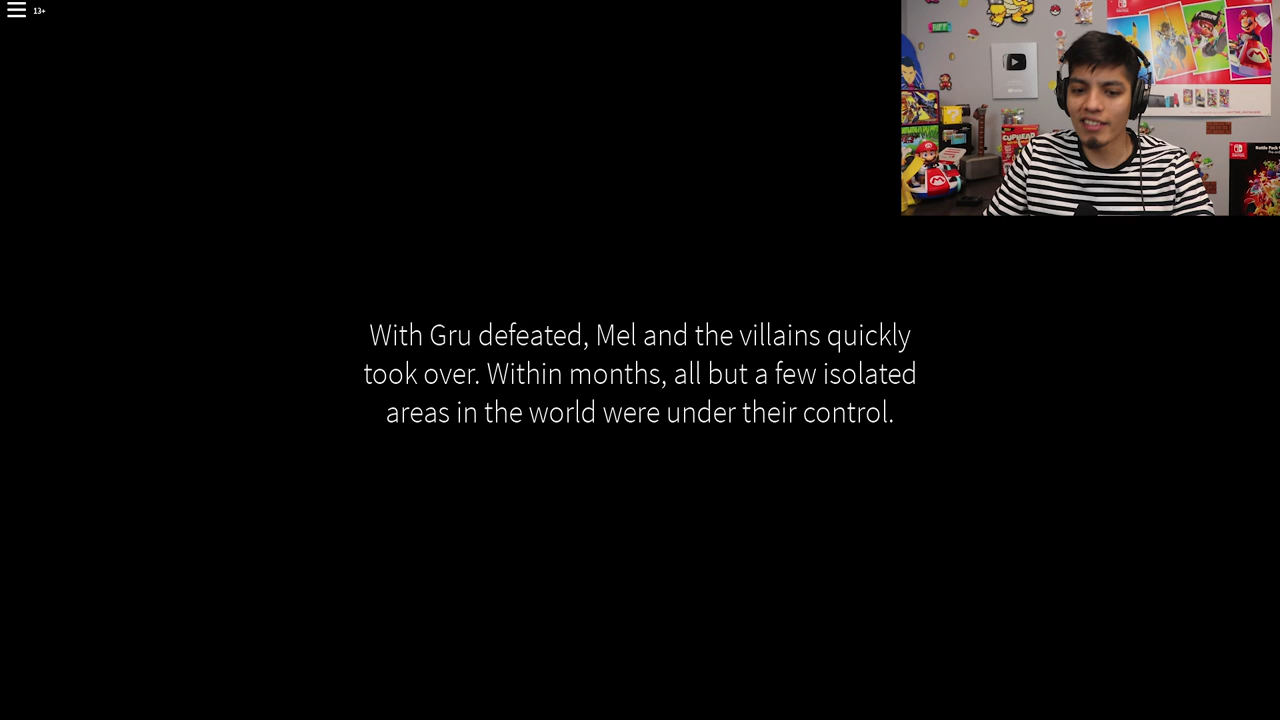 13+
With Gru defeated, Mel and the villains quickly
took over. Within months, all but a few isolated
areas in the world were under their control.
CUPHEAD